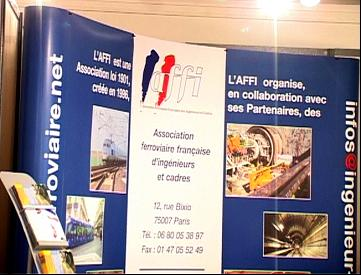 rroviaire.net
L'AFFI est une
Association loi 1901,
créée en 1996,
affi
Association
ferroviaire française
d'ingénieurs
et cadres
12, rue Bixio
75007 Paris
Tél. : 06 80 05 38 97
Fax : 01 47 05 52 49
L'AFFI organise,
en collaboration avec
ses Partenaires, des
infos@ingenieu